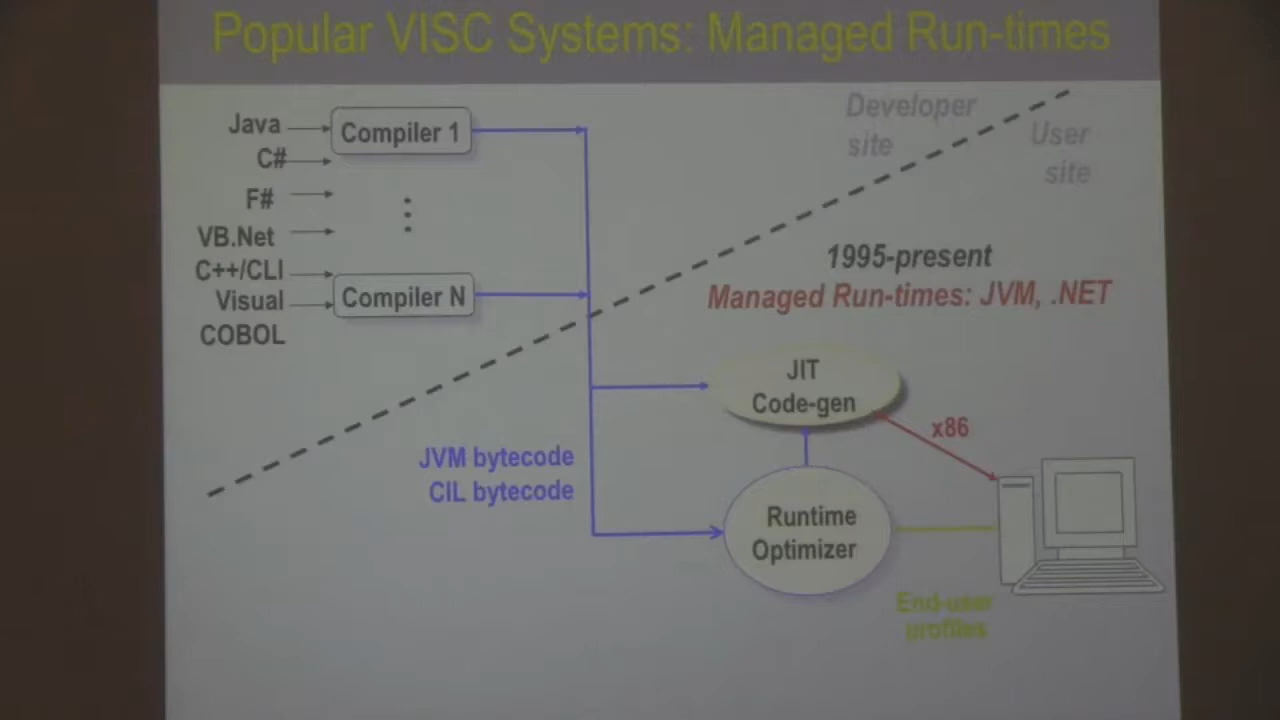 Popular VISC Systems: Managed Run-times
Java
Compiler 1
C#
F#
VB.Net
C++/CLI
Visual
COBOL
Compiler N
Developer
site
User
site
1995-present
Managed Run-times: JVM, .NET
JIT
Code-gen
x86
JVM bytecode
CIL bytecode
Runtime
Optimizer
End-user
profiles